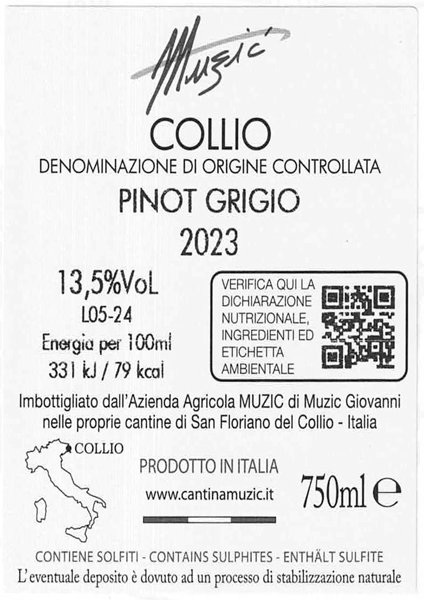 Muzic
COLLIO
DENOMINAZIONE DI ORIGINE CONTROLLATA
PINOT GRIGIO
2023
13,5%VoL
L05-24
Energia per 100ml
331 kJ / 79 kcal
VERIFICA QUI LA
DICHIARAZIONE
NUTRIZIONALE,
INGREDIENTI ED
ETICHETTA
AMBIENTALE
Imbottigliato dall'Azienda Agricola MUZIC di Muzic Giovanni
nelle proprie cantine di San Floriano del Collio - Italia
COLLIO
PRODOTTO IN ITALIA
www.cantinamuzic.it
750ml e
CONTIENE SOLFITI - CONTAINS SULPHITES - ENTHÄLT SULFITE
L'eventuale deposito è dovuto ad un processo di stabilizzazione naturale